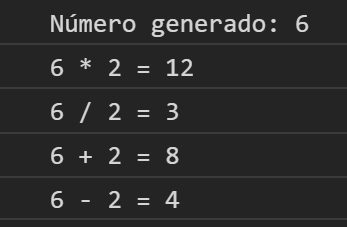 Número generado: 6
6 * 2 = 12
6 / 2 = 3
6 + 2 = 8
6 - 2 = 4